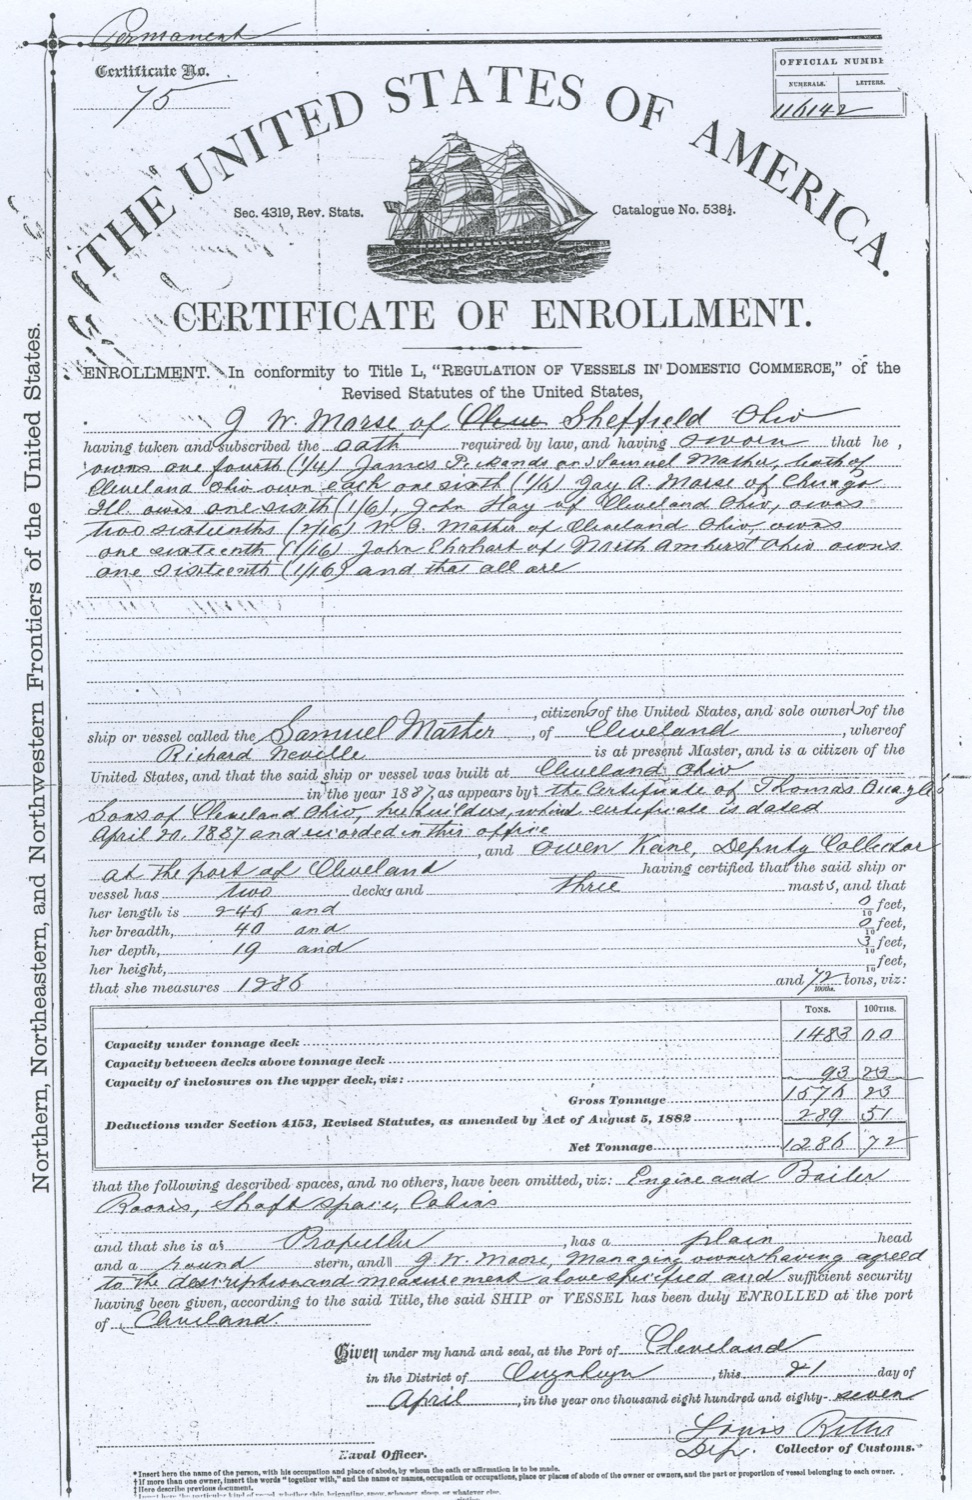 Permanent
Certificate No.
75
OFFICIAL NUMBE
NUMERALS. LETTERS.
116142
THE UNITED STATES OF AMERICA.
Sec. 4319, Rev. Stats.
Catalogue No. 538½.
CERTIFICATE OF ENROLLMENT.
ENROLLMENT. In conformity to Title L, "REGULATION OF VESSELS IN DOMESTIC COMMERCE," of the
Revised Statutes of the United States,
J. W. Morse of Sheffield Ohio
having taken and subscribed the oath required by law, and having sworn that he
owns one fourth (1/4) James Pickands and Samuel Mather, both of
Cleveland Ohio own each one sixth (1/6) Jay A. Morse of Chicago
Ill. owns one sixth (1/6), John Hay of Cleveland Ohio, owns
two sixteenths (2/16) W. G. Mather of Cleveland Ohio, owns
one sixteenth (1/16) John Ehrhart of North Amherst Ohio owns
one sixteenth (1/16) and that all are
, citizens of the United States, and sole owners of the
ship or vessel called the Samuel Mather, of Cleveland, whereof
Richard Neville is at present Master, and is a citizen of the
United States, and that the said ship or vessel was built at Cleveland Ohio
in the year 1887, as appears by‡ the Certificate of Thomas Quayle
Sons of Cleveland Ohio, her builders, which certificate is dated
April 20. 1887 and recorded in this office
, and Owen Kane, Deputy Collector
at the port of Cleveland having certified that the said ship or
vessel has two decks and three masts, and that
her length is 246 and 0/10 feet,
her breadth, 40 and 0/10 feet,
her depth, 19 and 3/10 feet,
her height, /10 feet,
that she measures 1286 and 72/100ths. tons, viz:
TONS. 100THS.
Capacity under tonnage deck 1483 00
Capacity between decks above tonnage deck
Capacity of inclosures on the upper deck, viz: 93 23
Gross Tonnage 1576 23
Deductions under Section 4153, Revised Statutes, as amended by Act of August 5, 1882 289 51
Net Tonnage 1286 72
that the following described spaces, and no others, have been omitted, viz: Engine and Boiler
Rooms, Shaft space, Cabins
and that she is a§ Propeller, has a plain head
and a round stern, and‖ J. W. Moore, Managing owner having agreed
to the description and measurement above specified and sufficient security
having been given, according to the said Title, the said SHIP or VESSEL has been duly ENROLLED at the port
of Cleveland
Given under my hand and seal, at the Port of Cleveland
in the District of Cuyahoga, this 21 day of
April, in the year one thousand eight hundred and eighty-seven
Louis Ritter
Naval Officer. Dep. Collector of Customs.
* Insert here the name of the person, with his occupation and place of abode, by whom the oath or affirmation is to be made.
† If more than one owner, insert the words "together with," and the name or names, occupation or occupations, place or places of abode of the owner or owners, and the part or proportion of vessel belonging to each owner.
‡ Here describe previous document.
Northern, Northeastern, and Northwestern Frontiers of the United States.